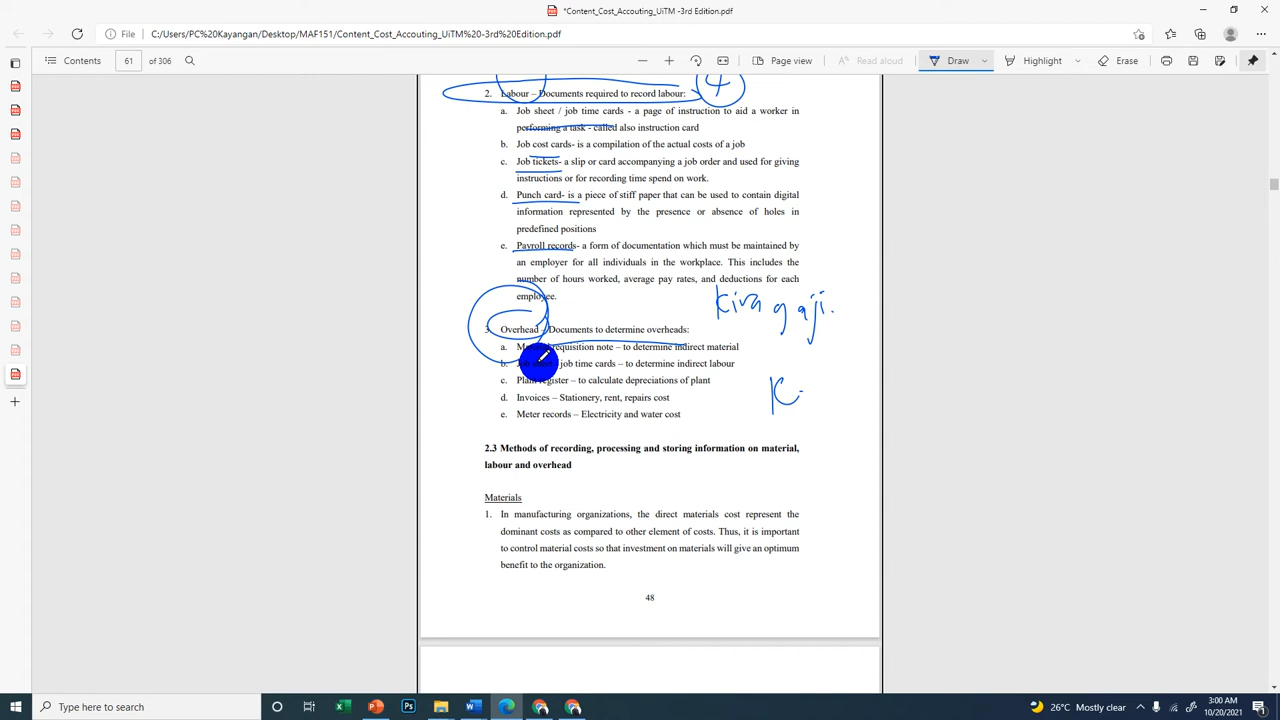 *Content_Cost_Accouting_UiTM -3rd Edition.pdf
File
C:/Users/PC%20Kayangan/Desktop/MAF151/Content_Cost_Accouting_UiTM%20-3rd%20Edition.pdf
Contents
61 of 306
Page view
Read aloud
Draw
Highlight
Erase
4
2. Labour – Documents required to record labour:
a. Job sheet / job time cards - a page of instruction to aid a worker in
performing a task - called also instruction card
b. Job cost cards- is a compilation of the actual costs of a job
c. Job tickets- a slip or card accompanying a job order and used for giving
instructions or for recording time spend on work.
d. Punch card- is a piece of stiff paper that can be used to contain digital
information represented by the presence or absence of holes in
predefined positions
e. Payroll records- a form of documentation which must be maintained by
an employer for all individuals in the workplace. This includes the
number of hours worked, average pay rates, and deductions for each
employee.
kira gaji.
3. Overhead – Documents to determine overheads:
a. requisition note – to determine indirect material
b. Job / job time cards – to determine indirect labour
c. Plant register – to calculate depreciations of plant
d. Invoices – Stationery, rent, repairs cost
e. Meter records – Electricity and water cost
2.3 Methods of recording, processing and storing information on material,
labour and overhead
Materials
1. In manufacturing organizations, the direct materials cost represent the
dominant costs as compared to other element of costs. Thus, it is important
to control material costs so that investment on materials will give an optimum
benefit to the organization.
48
Type here to search
26°C Mostly clear
3:00 AM
10/20/2021